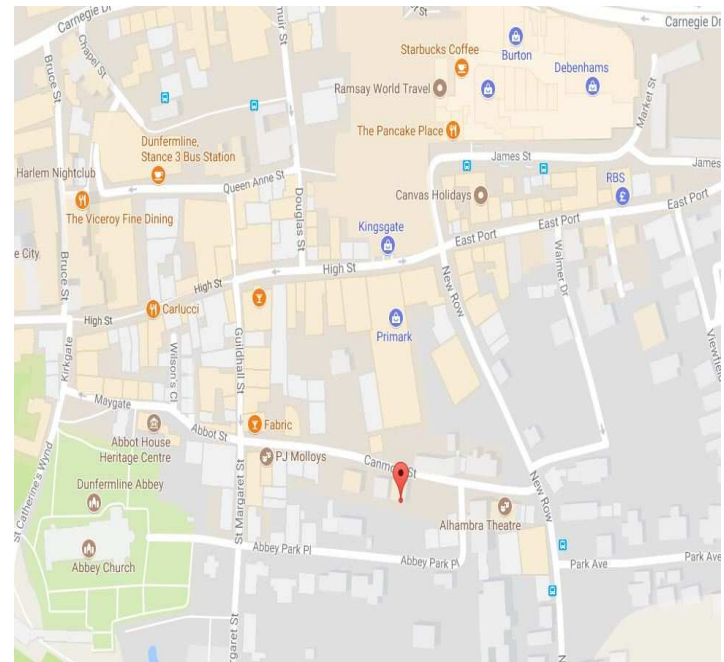 Carnegie Dr
St
Carnegie Dr
Chapel St
Bruce St
muir St
Starbucks Coffee
Burton
Debenhams
Ramsay World Travel
Market St
Dunfermline,
Stance 3 Bus Station
The Pancake Place
James St
James
Harlem Nightclub
Queen Anne St
Canvas Holidays
RBS
The Viceroy Fine Dining
Douglas St
East Port
Kingsgate
East Port
e City
Bruce St
High St
Walmer Dr
New Row
Viewfield
High St
Carlucci
Primark
Kirkgate
Wilson's Cl
Guildhall St
Maygate
Abbot St
Fabric
Abbot House
Heritage Centre
PJ Molloys
St Catherine's Wynd
Dunfermline Abbey
St Margaret St
New Row
Alhambra Theatre
Abbey Church
Abbey Park Pl
Abbey Park P
Park Ave
Park Ave
rgaret St